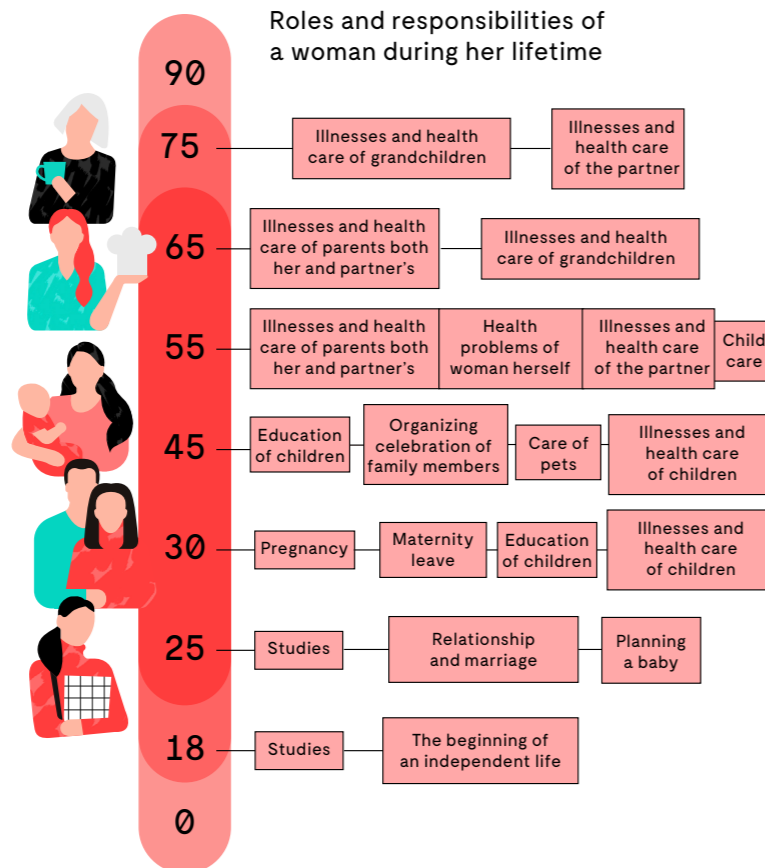 Roles and responsibilities of
a woman during her lifetime
90
75
Illnesses and health
care of grandchildren
Illnesses and
health care
of the partner
65
Illnesses and health
care of parents both
her and partner's
Illnesses and health
care of grandchildren
55
Illnesses and health
care of parents both
her and partner's
Health
problems of
woman herself
Illnesses and
health care
of the partner
Child
care
45
Education
of children
Organizing
celebration of
family members
Care of
pets
Illnesses and
health care
of children
30
Pregnancy
Maternity
leave
Education
of children
Illnesses and
health care
of children
25
Studies
Relationship
and marriage
Planning
a baby
18
Studies
The beginning of
an independent life
0